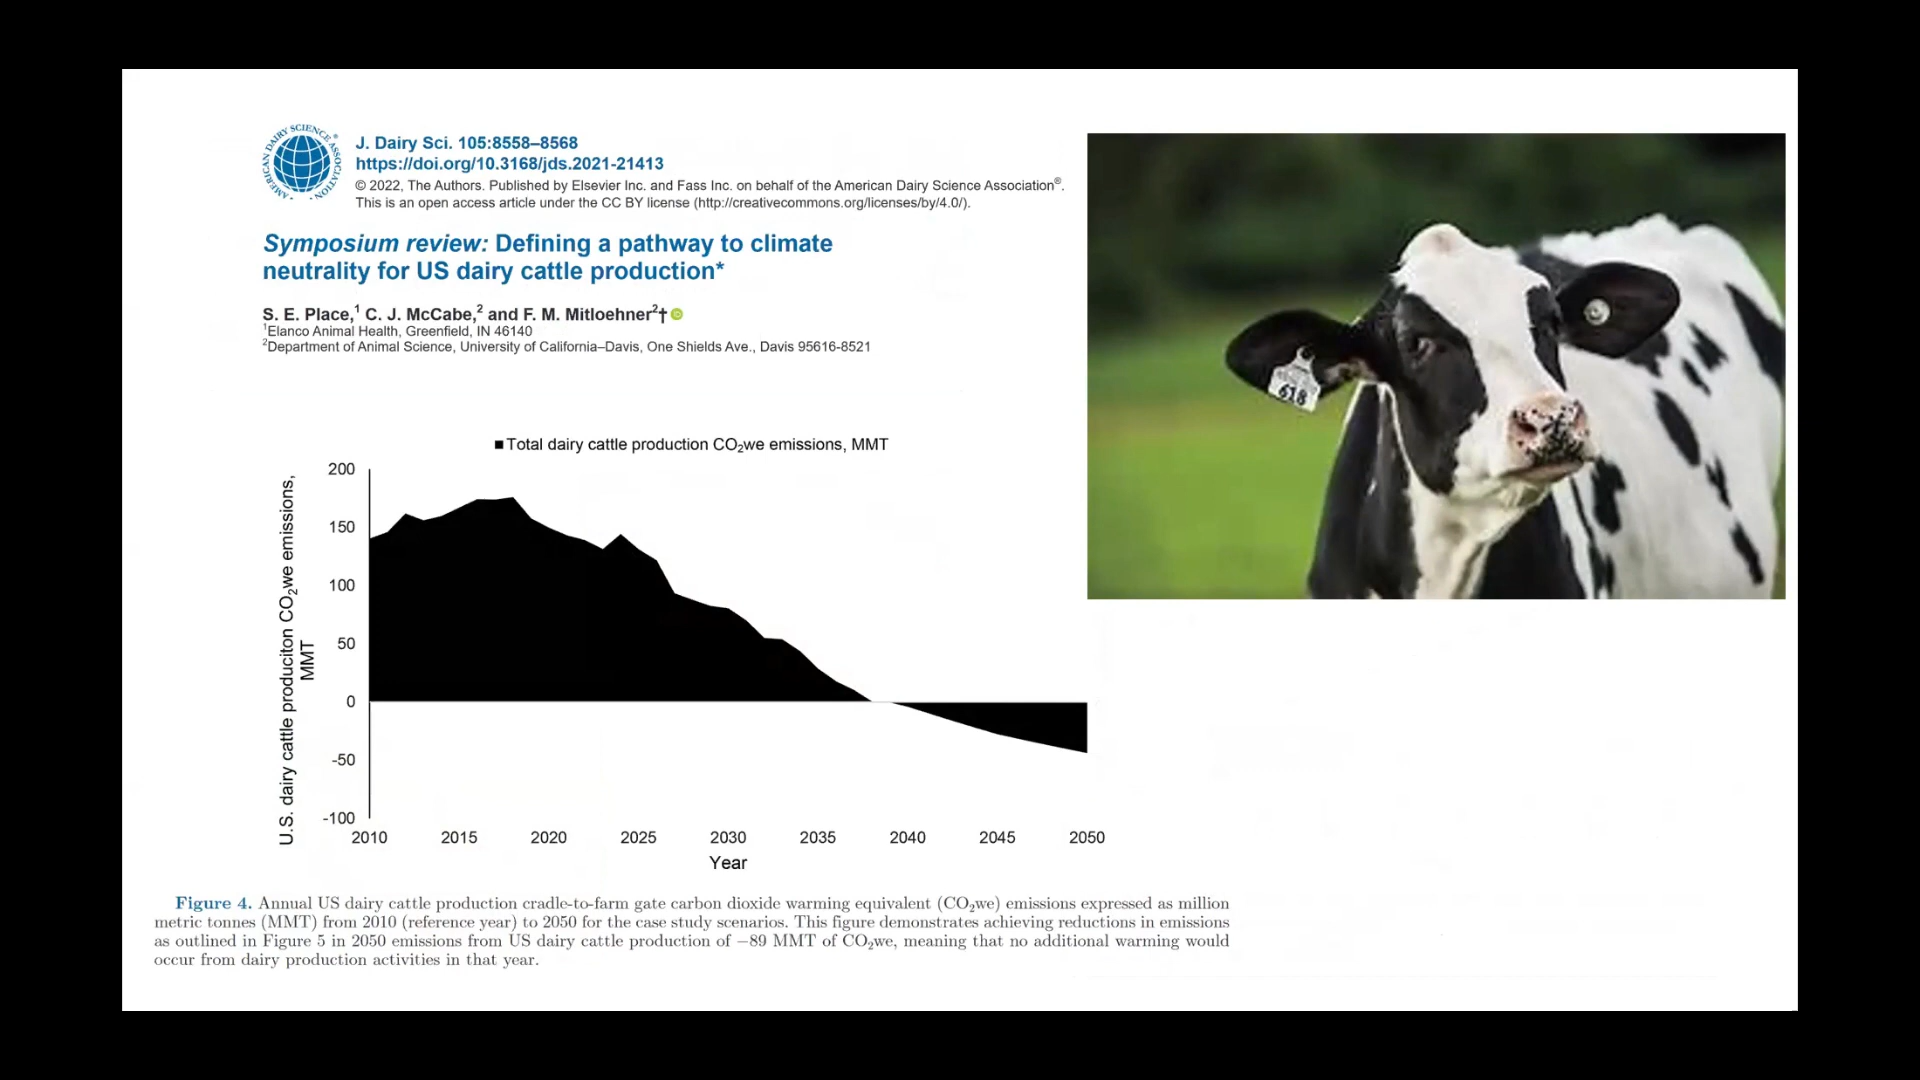 AMERICAN DAIRY SCIENCE ASSOCIATION®
J. Dairy Sci. 105:8558–8568
https://doi.org/10.3168/jds.2021-21413
© 2022, The Authors. Published by Elsevier Inc. and Fass Inc. on behalf of the American Dairy Science Association®.
This is an open access article under the CC BY license (http://creativecommons.org/licenses/by/4.0/).
Symposium review: Defining a pathway to climate
neutrality for US dairy cattle production*
S. E. Place,¹ C. J. McCabe,² and F. M. Mitloehner²† iD
¹Elanco Animal Health, Greenfield, IN 46140
²Department of Animal Science, University of California–Davis, One Shields Ave., Davis 95616-8521
618
Total dairy cattle production CO₂we emissions, MMT
U.S. dairy cattle produciton CO₂we emissions,
MMT
200
150
100
50
0
-50
-100
2010 2015 2020 2025 2030 2035 2040 2045 2050
Year
Figure 4. Annual US dairy cattle production cradle-to-farm gate carbon dioxide warming equivalent (CO₂we) emissions expressed as million
metric tonnes (MMT) from 2010 (reference year) to 2050 for the case study scenarios. This figure demonstrates achieving reductions in emissions
as outlined in Figure 5 in 2050 emissions from US dairy cattle production of −89 MMT of CO₂we, meaning that no additional warming would
occur from dairy production activities in that year.